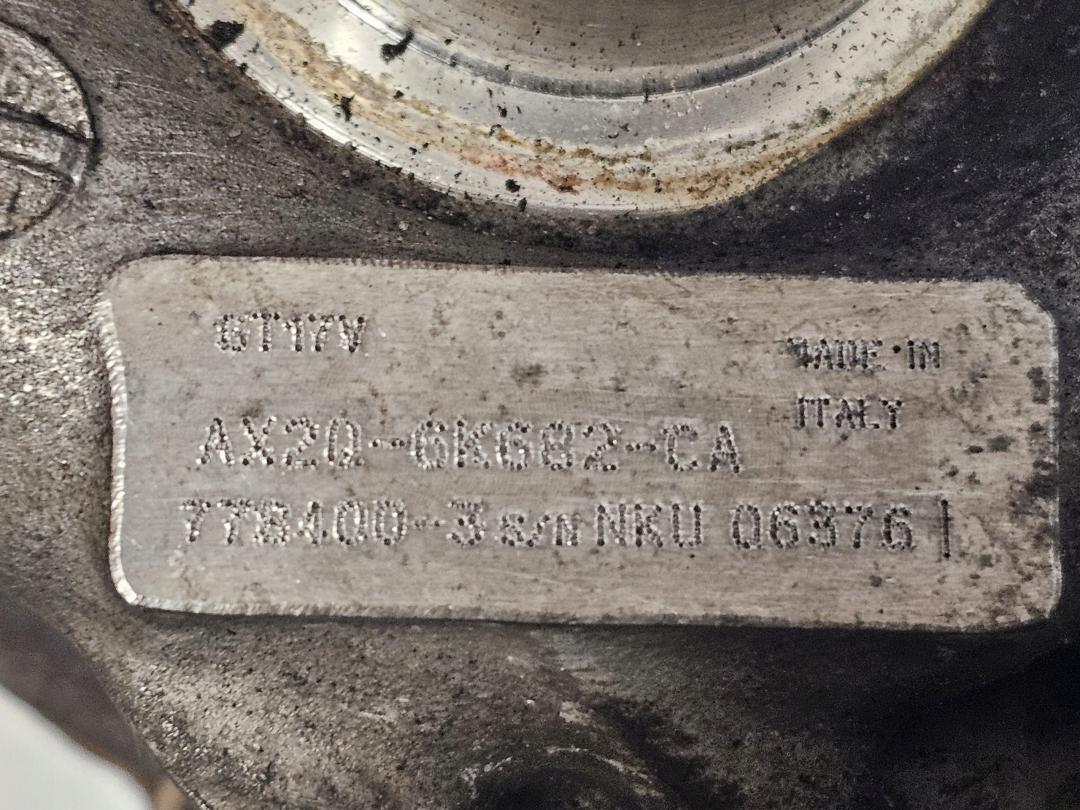 GT17V
MADE IN
ITALY
AX2Q-6K682-CA
778400-3 s/n NKU 06376 |